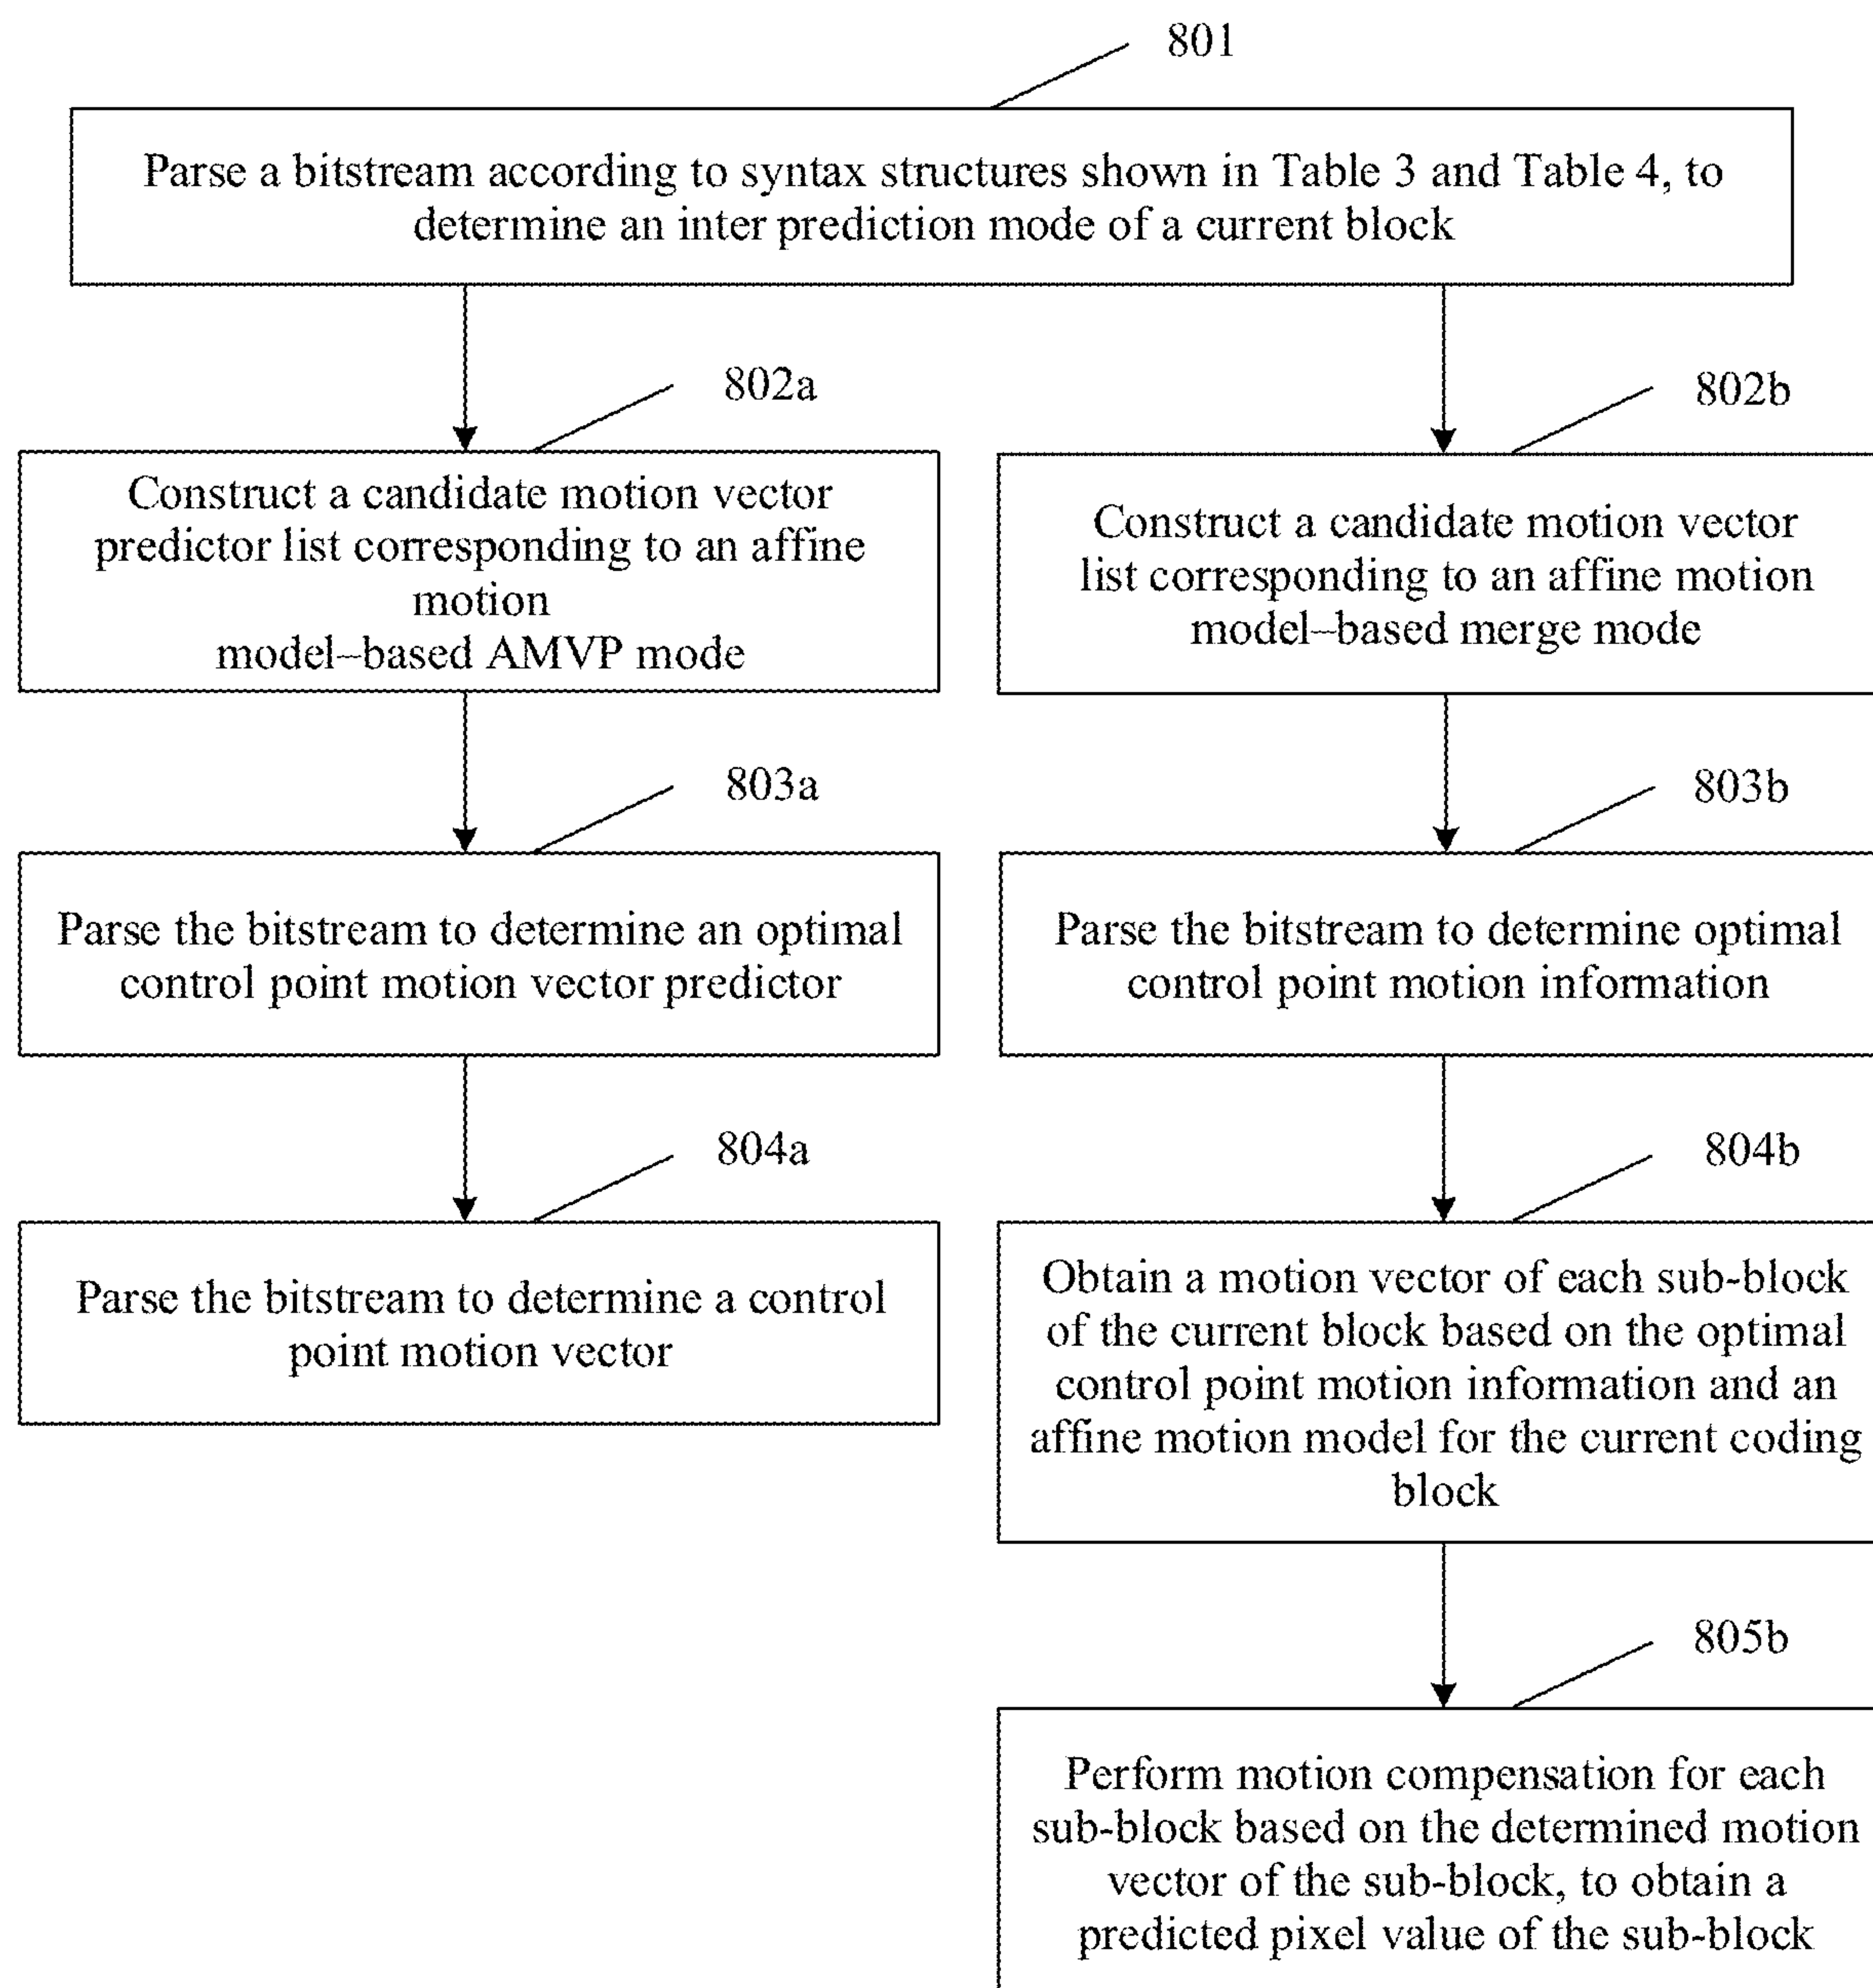 801
Parse a bitstream according to syntax structures shown in Table 3 and Table 4, to
determine an inter prediction mode of a current block
802a
Construct a candidate motion vector
predictor list corresponding to an affine
motion
model–based AMVP mode
802b
Construct a candidate motion vector
list corresponding to an affine motion
model–based merge mode
803a
Parse the bitstream to determine an optimal
control point motion vector predictor
803b
Parse the bitstream to determine optimal
control point motion information
804a
Parse the bitstream to determine a control
point motion vector
804b
Obtain a motion vector of each sub-block
of the current block based on the optimal
control point motion information and an
affine motion model for the current coding
block
805b
Perform motion compensation for each
sub-block based on the determined motion
vector of the sub-block, to obtain a
predicted pixel value of the sub-block